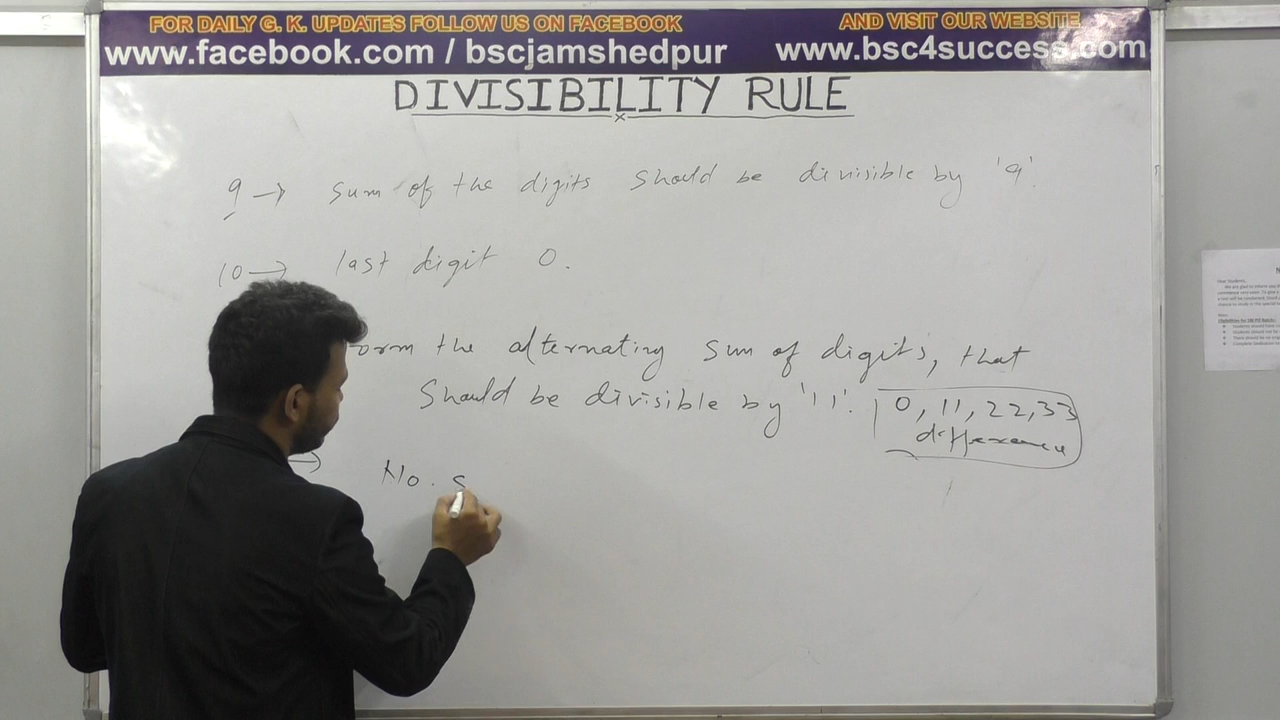 FOR DAILY G. K. UPDATES FOLLOW US ON FACEBOOK AND VISIT OUR WEBSITE
www.facebook.com / bscjamshedpur www.bsc4success.com
DIVISIBILITY RULE
9 → sum of the digits should be divisible by '9'.
10 → last digit 0.
orm the alternating sum of digits, that
should be divisible by '11'. 0, 11, 22, 33
difference
→ No. s